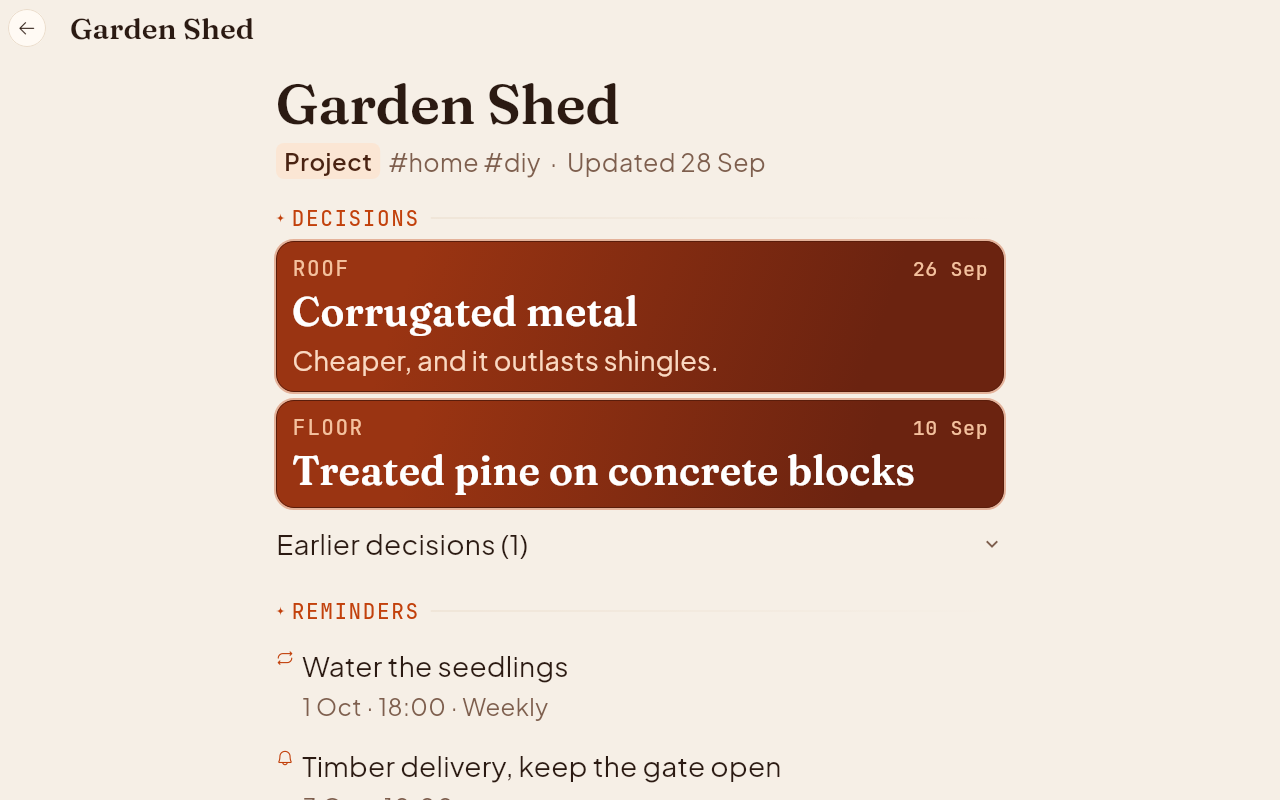 Garden Shed
Garden Shed
Project #home #diy · Updated 28 Sep
DECISIONS
ROOF 26 Sep
Corrugated metal
Cheaper, and it outlasts shingles.
FLOOR 10 Sep
Treated pine on concrete blocks
Earlier decisions (1)
REMINDERS
Water the seedlings
1 Oct · 18:00 · Weekly
Timber delivery, keep the gate open